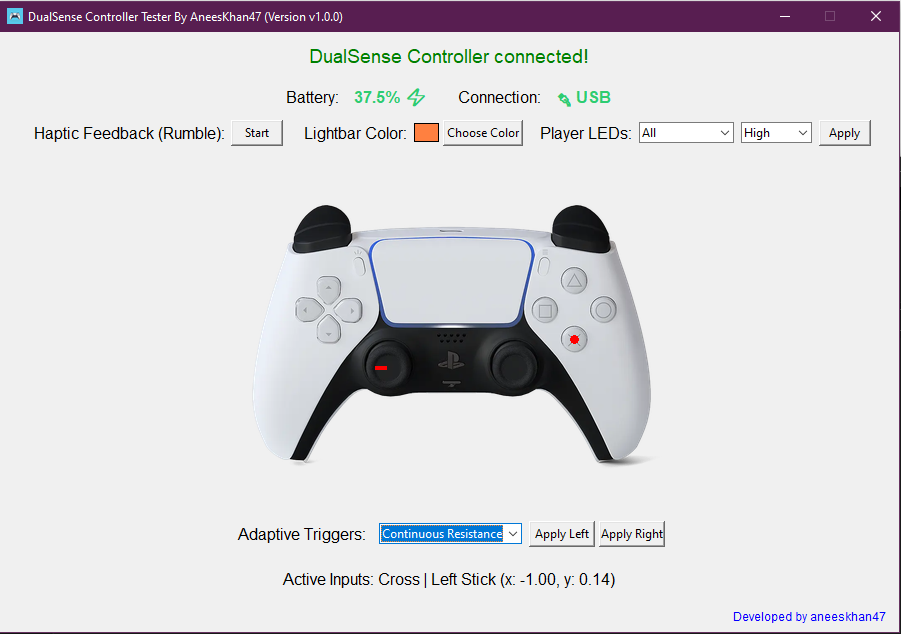 DualSense Controller Tester By AneesKhan47 (Version v1.0.0)
DualSense Controller connected!
Battery: 37.5% Connection: USB
Haptic Feedback (Rumble): Start Lightbar Color: Choose Color Player LEDs: All High Apply
Adaptive Triggers: Continuous Resistance Apply Left Apply Right
Active Inputs: Cross | Left Stick (x: -1.00, y: 0.14)
Developed by aneeskhan47